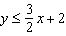 y ≤ 3/2 x + 2